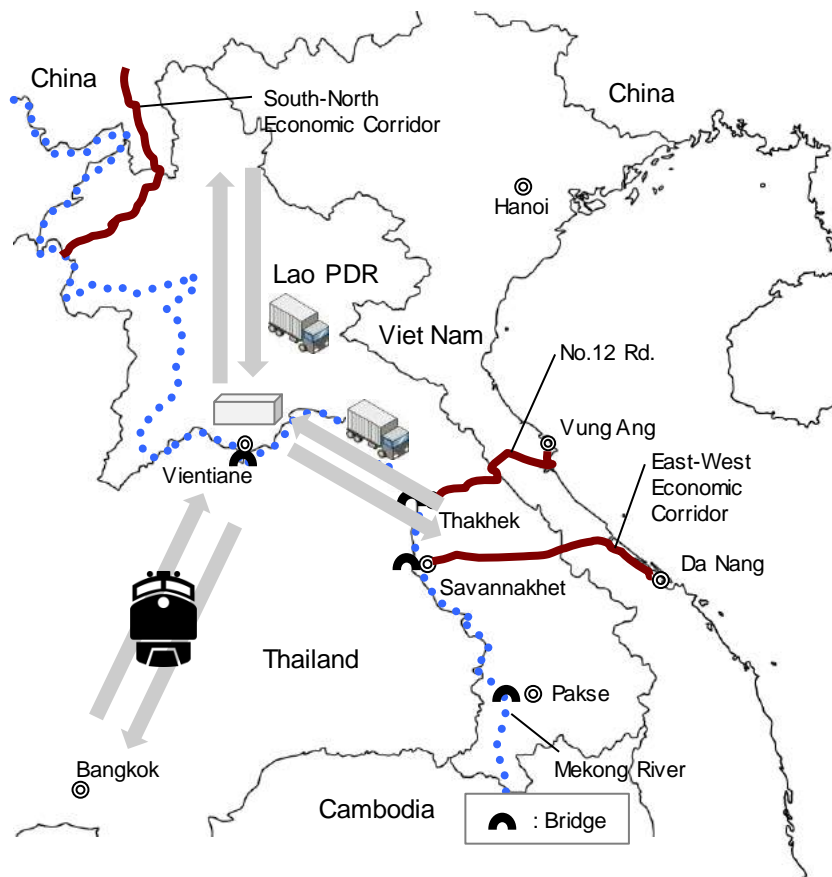 China
South-North
Economic Corridor
China
Hanoi
Lao PDR
Viet Nam
No.12 Rd.
Vung Ang
Vientiane
East-West
Economic
Corridor
Thakhek
Da Nang
Savannakhet
Thailand
Pakse
Bangkok
Mekong River
Cambodia
: Bridge